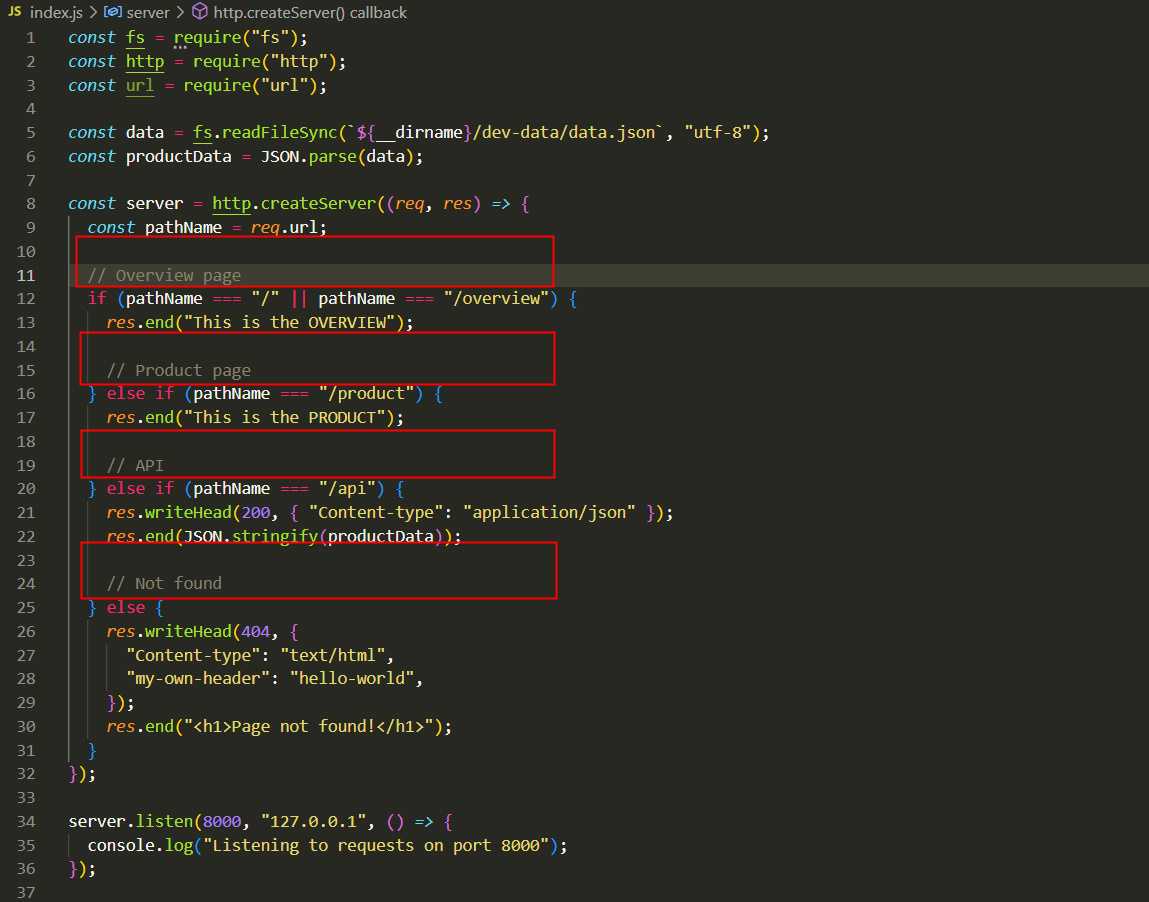 JS index.js > server > http.createServer() callback
1 const fs = require("fs");
2 const http = require("http");
3 const url = require("url");
4
5 const data = fs.readFileSync(`${__dirname}/dev-data/data.json`, "utf-8");
6 const productData = JSON.parse(data);
7
8 const server = http.createServer((req, res) => {
9 const pathName = req.url;
10
11 // Overview page
12 if (pathName === "/" || pathName === "/overview") {
13 res.end("This is the OVERVIEW");
14
15 // Product page
16 } else if (pathName === "/product") {
17 res.end("This is the PRODUCT");
18
19 // API
20 } else if (pathName === "/api") {
21 res.writeHead(200, { "Content-type": "application/json" });
22 res.end(JSON.stringify(productData));
23
24 // Not found
25 } else {
26 res.writeHead(404, {
27 "Content-type": "text/html",
28 "my-own-header": "hello-world",
29 });
30 res.end("<h1>Page not found!</h1>");
31 }
32 });
33
34 server.listen(8000, "127.0.0.1", () => {
35 console.log("Listening to requests on port 8000");
36 });
37